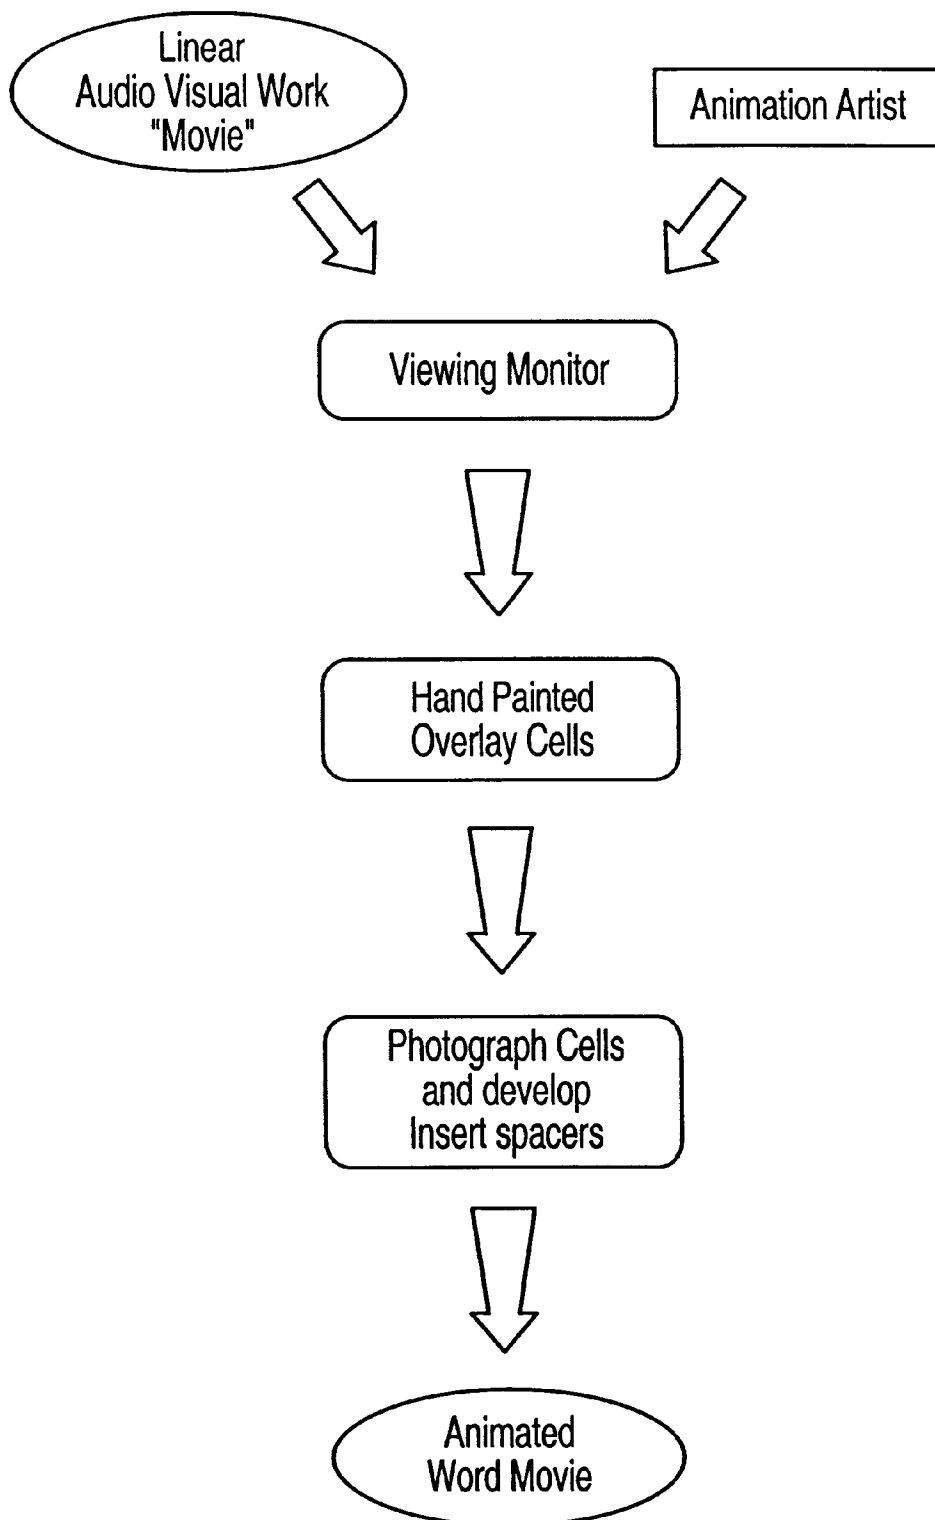 Linear
Audio Visual Work
"Movie"
Animation Artist
Viewing Monitor
Hand Painted
Overlay Cells
Photograph Cells
and develop
Insert spacers
Animated
Word Movie